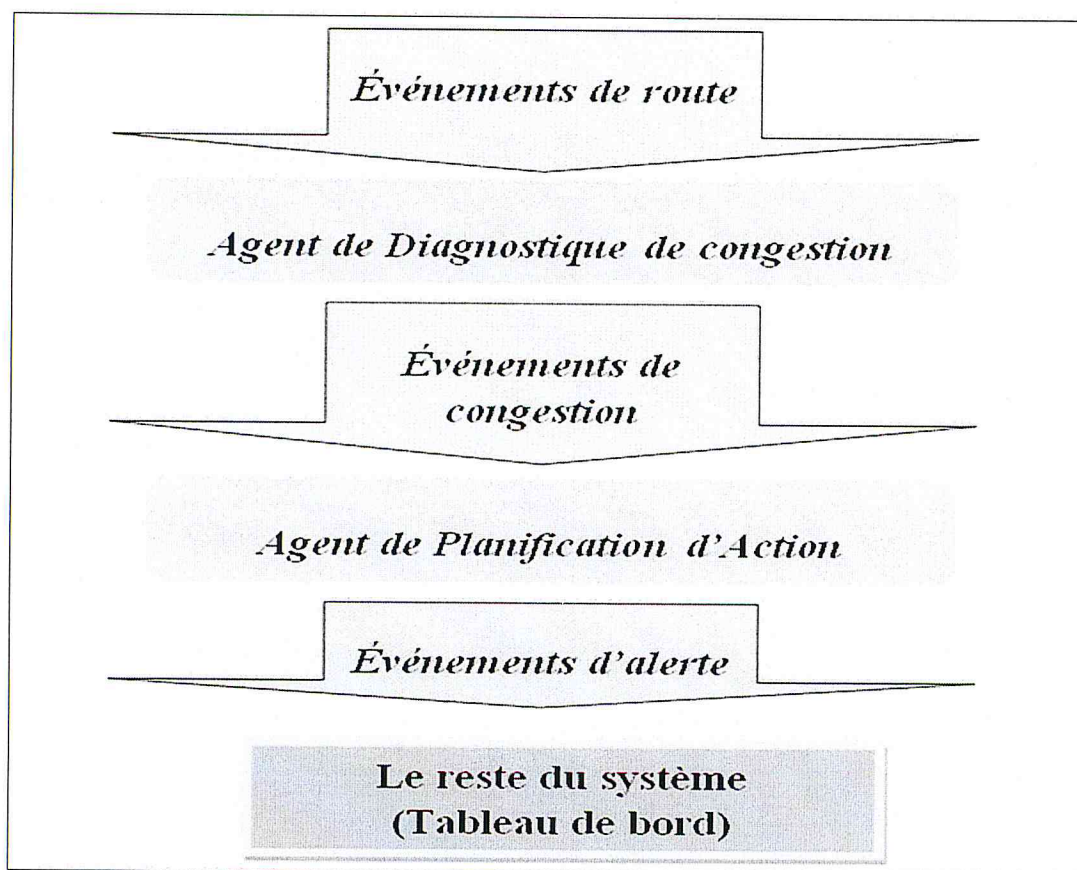 Événements de route
Agent de Diagnostique de congestion
Événements de
congestion
Agent de Planification d'Action
Événements d'alerte
Le reste du système
(Tableau de bord)